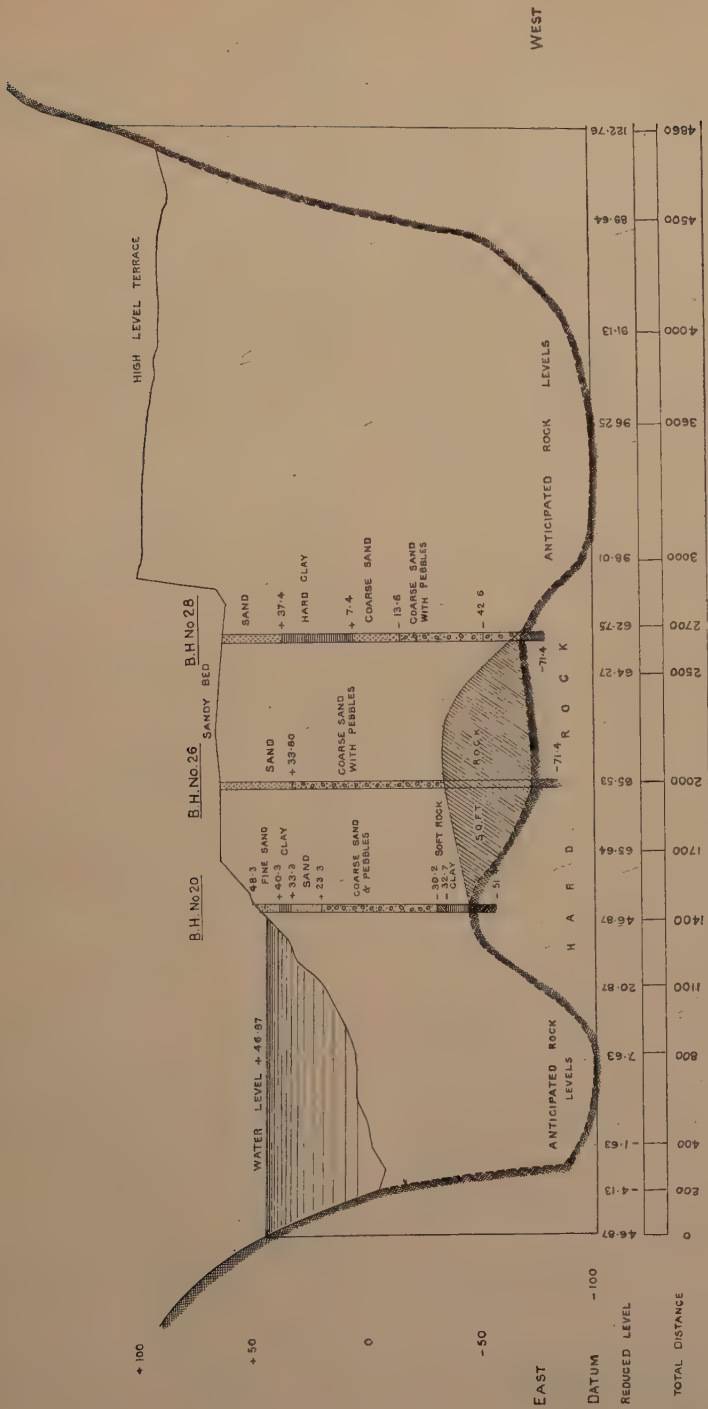 +100
HIGH LEVEL TERRACE
B.H. No 20
B.H. No. 26
SANDY BED
B.H. No 28
+50
WATER LEVEL +46·87
48·3
FINE SAND
+40·3 CLAY
+33·3
SAND
+23·3
COARSE SAND
& PEBBLES
-30·2 SOFT ROCK
-32·7
CLAY
SAND
+33·80
COARSE SAND
WITH PEBBLES
SAND
+37·4
HARD CLAY
+7·4
COARSE SAND
-13·6
COARSE SAND
WITH PEBBLES
-42 6
0
-50
SOFT ROCK
-71·4
-71·4
ANTICIPATED ROCK
LEVELS
HARD ROCK
ANTICIPATED ROCK LEVELS
EAST
WEST
DATUM -100
REDUCED LEVEL 46·87 -4·13 -1·63 7·63 20·87 46·87 65·64 65·53 64·27 62·75 98·01 96·25 91·13 89·64 122·76
TOTAL DISTANCE 0 200 400 800 1100 1400 1700 2000 2500 2700 3000 3600 4000 4500 4860